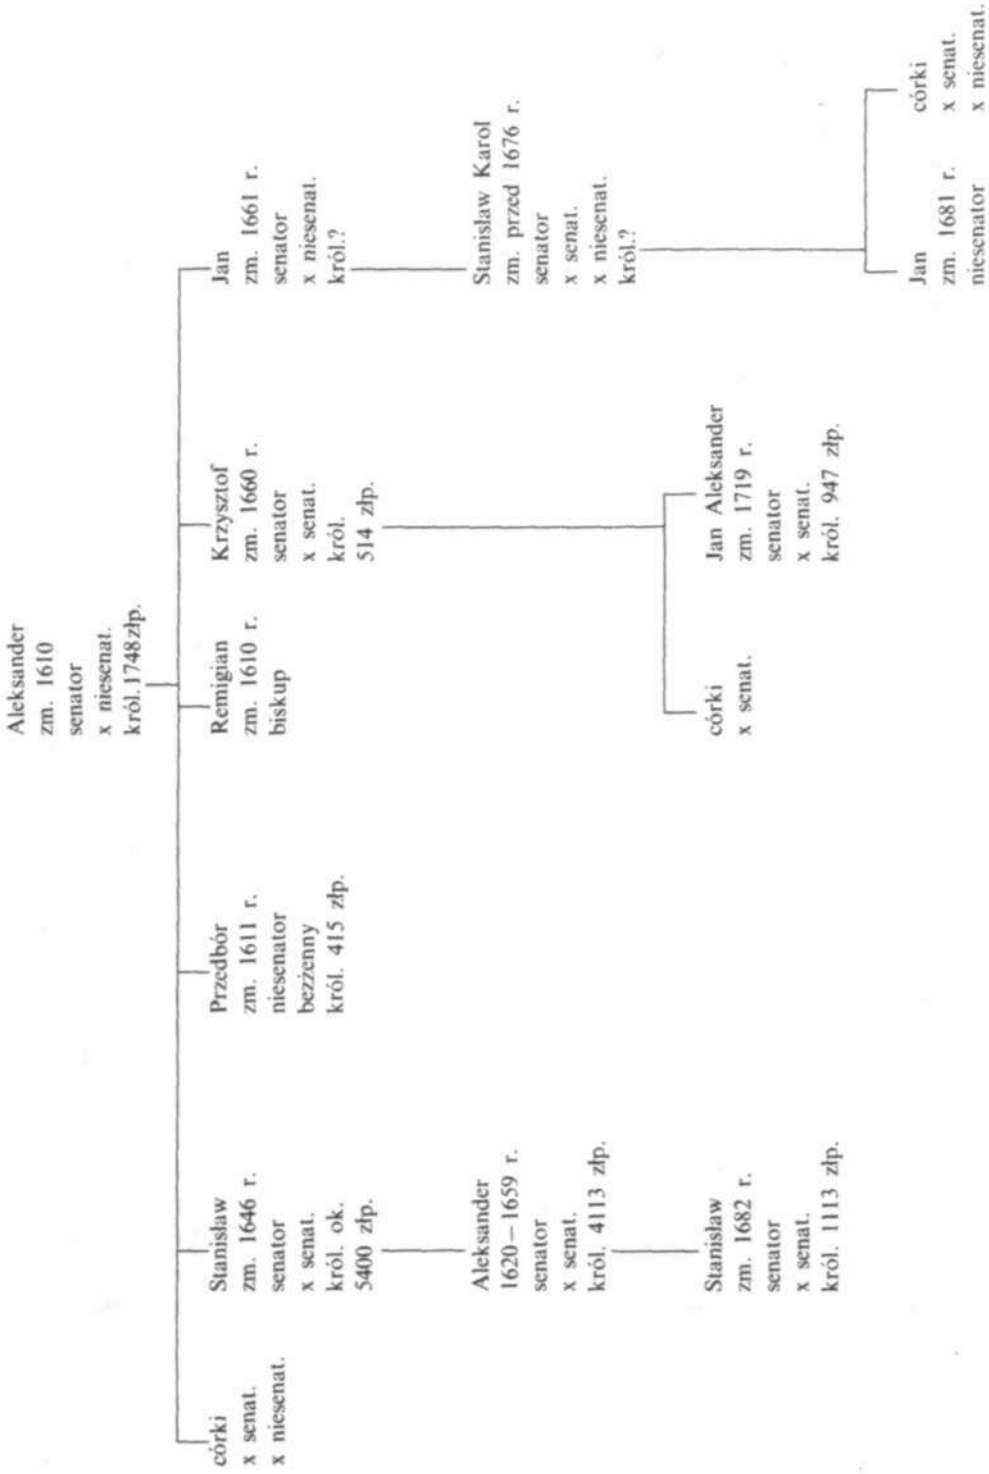 Aleksander
zm. 1610
senator
x niesenat.
król. 1748 złp.
córki
x senat.
x niesenat.
Stanisław
zm. 1646 r.
senator
x senat.
król. ok.
5400 złp.
Przedbór
zm. 1611 r.
niesenator
bezżenny
król. 415 złp.
Remigian
zm. 1610 r.
biskup
Krzysztof
zm. 1660 r.
senator
x senat.
król.
514 złp.
Jan
zm. 1661 r.
senator
x niesenat.
król.?
Aleksander
1620–1659 r.
senator
x senat.
król. 4113 złp.
Stanisław Karol
zm. przed 1676 r.
senator
x senat.
x niesenat.
król.?
Stanisław
zm. 1682 r.
senator
x senat.
król. 1113 złp.
córki
x senat.
Jan Aleksander
zm. 1719 r.
senator
x senat.
król. 947 złp.
Jan
zm. 1681 r.
niesenator
córki
x senat.
x niesenat.